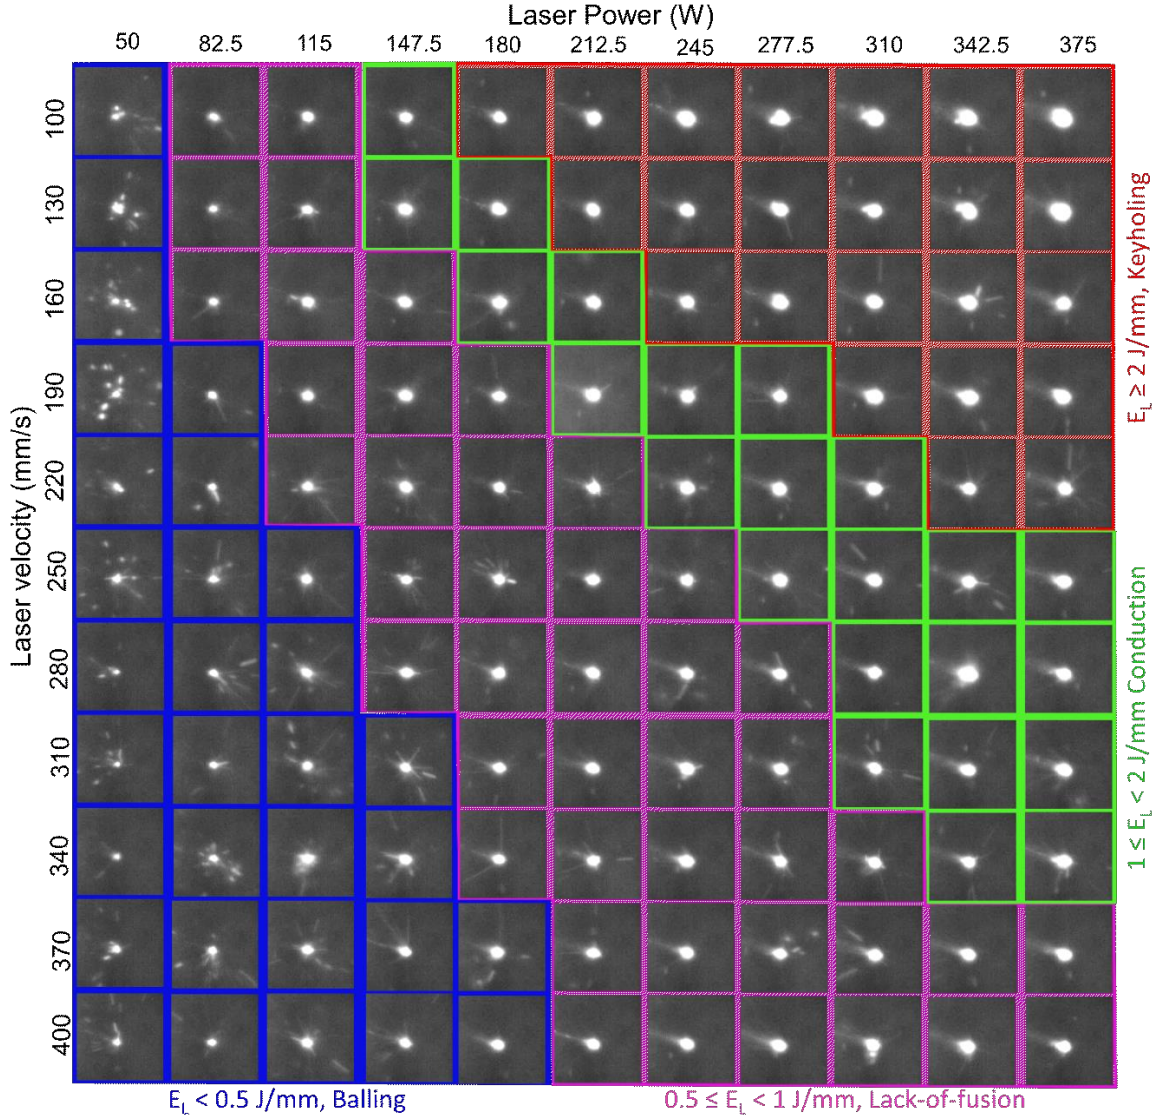 Laser Power (W)
50 82.5 115 147.5 180 212.5 245 277.5 310 342.5 375
Laser velocity (mm/s)
100
130
160
190
220
250
280
310
340
370
400
E_L ≥ 2 J/mm, Keyholing
1 ≤ E_L < 2 J/mm Conduction
E_L < 0.5 J/mm, Balling
0.5 ≤ E_L < 1 J/mm, Lack-of-fusion